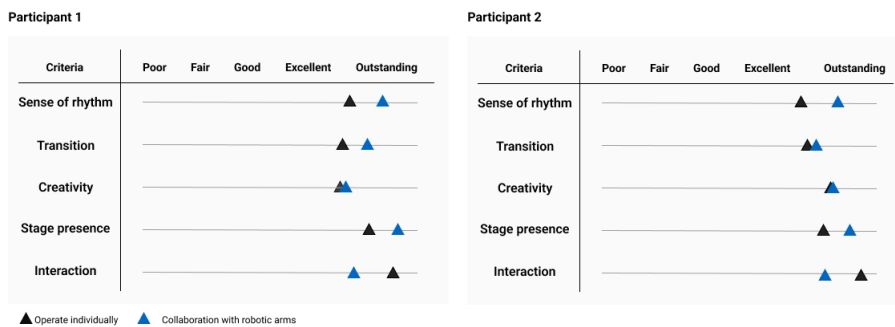 Participant 1
Criteria Poor Fair Good Excellent Outstanding
Sense of rhythm
Transition
Creativity
Stage presence
Interaction
Participant 2
Criteria Poor Fair Good Excellent Outstanding
Sense of rhythm
Transition
Creativity
Stage presence
Interaction
Operate individually Collaboration with robotic arms